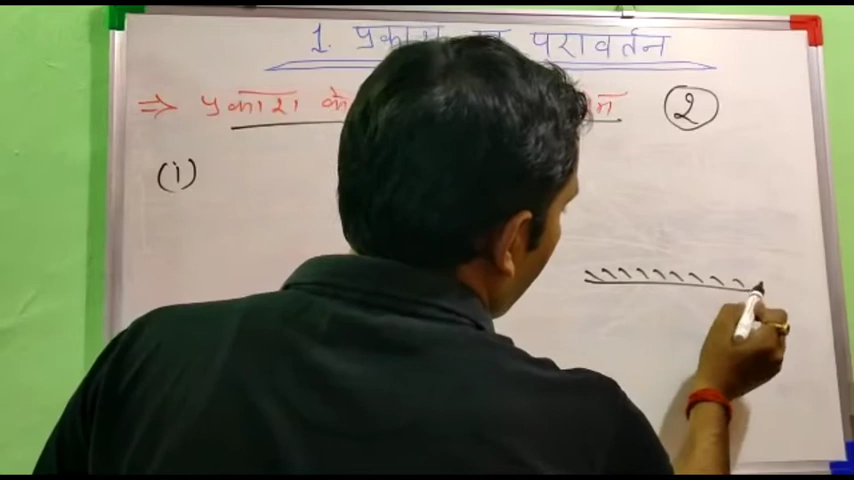 1. प्रकाश परावर्तन
⇒ प्रकाश के 2
(i)